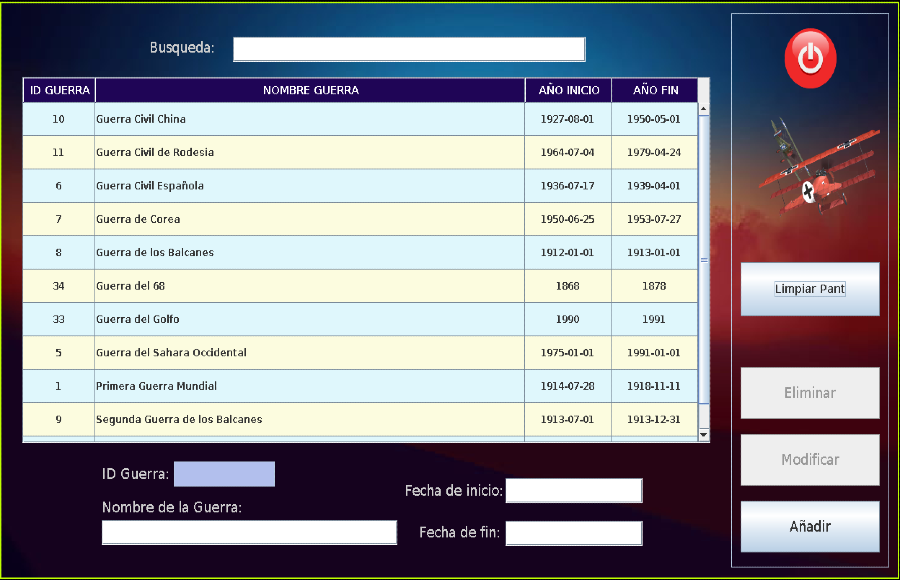 Busqueda:
ID GUERRA NOMBRE GUERRA AÑO INICIO AÑO FIN
10 Guerra Civil China 1927-08-01 1950-05-01
11 Guerra Civil de Rodesia 1964-07-04 1979-04-24
6 Guerra Civil Española 1936-07-17 1939-04-01
7 Guerra de Corea 1950-06-25 1953-07-27
8 Guerra de los Balcanes 1912-01-01 1913-01-01
34 Guerra del 68 1868 1878
33 Guerra del Golfo 1990 1991
5 Guerra del Sahara Occidental 1975-01-01 1991-01-01
1 Primera Guerra Mundial 1914-07-28 1918-11-11
9 Segunda Guerra de los Balcanes 1913-07-01 1913-12-31
ID Guerra:
Nombre de la Guerra:
Fecha de inicio:
Fecha de fin:
Limpiar Pant
Eliminar
Modificar
Añadir